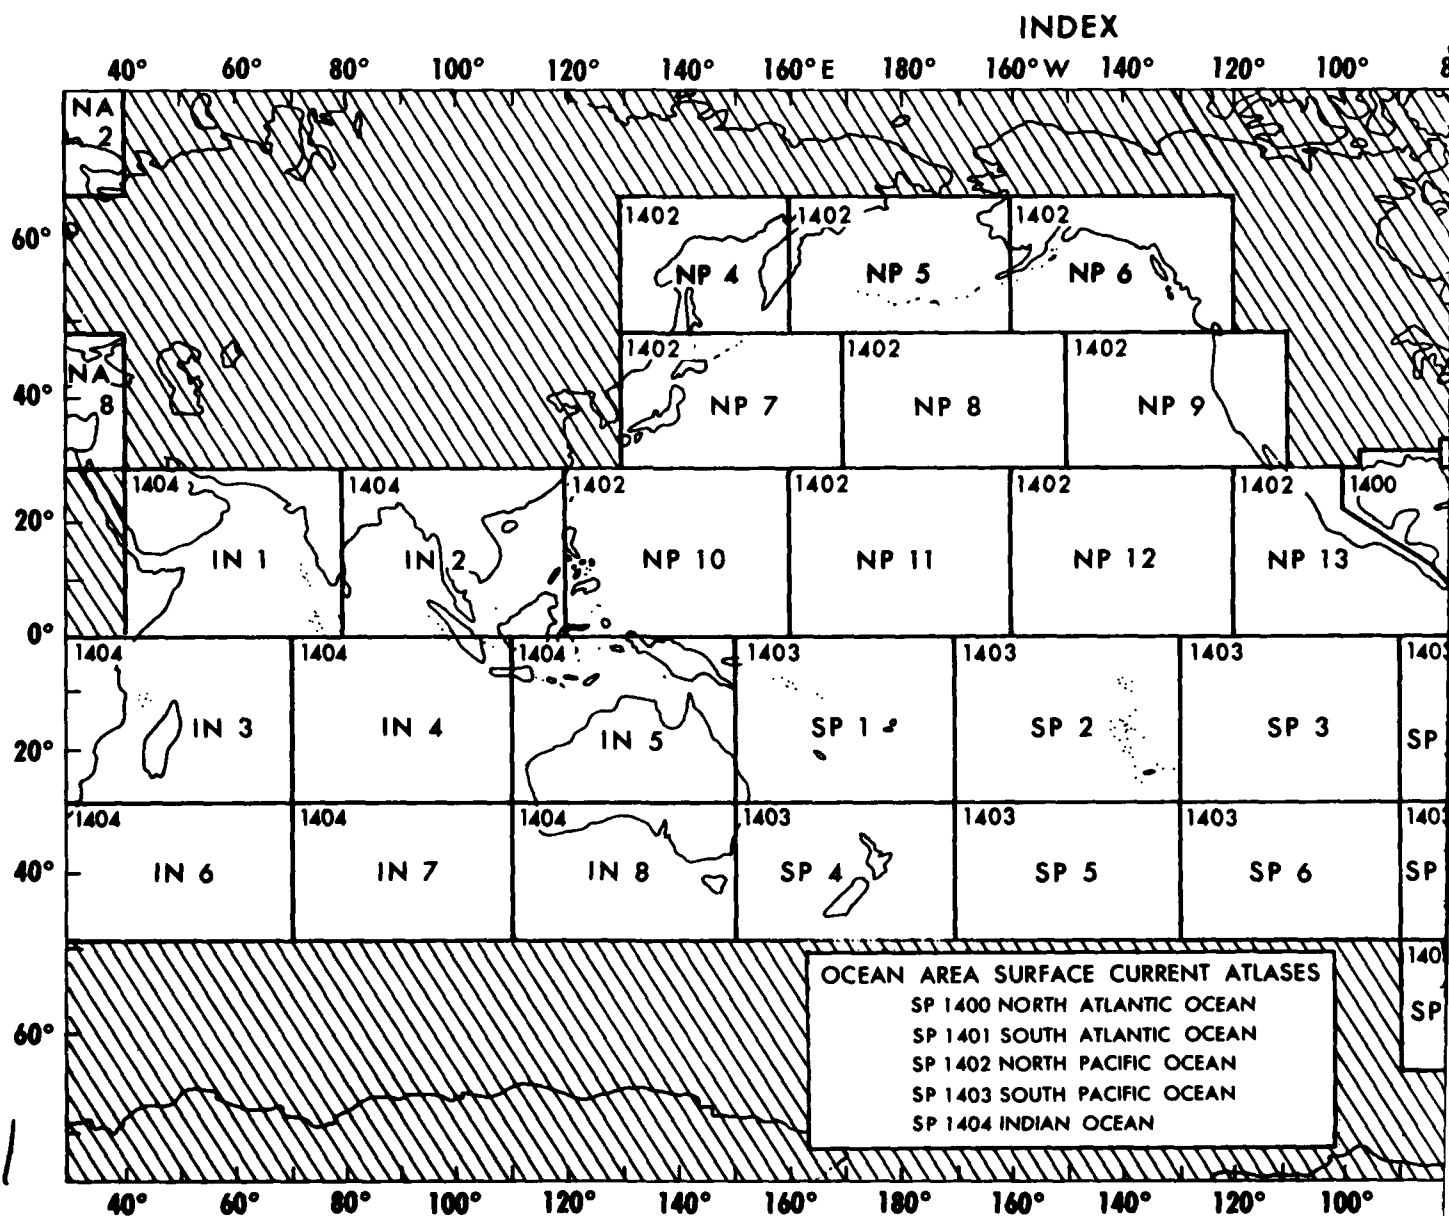 INDEX
40° 60° 80° 100° 120° 140° 160° E 180° 160° W 140° 120° 100° 8
NA
2
60°
1402 1402 1402
NP 4 NP 5 NP 6
1402 1402 1402
NA
8
40°
NP 7 NP 8 NP 9
1404 1404 1402 1402 1402 1402 1400
20°
IN 1 IN 2 NP 10 NP 11 NP 12 NP 13
0°
1404 1404 1404 1403 1403 1403 1403
IN 3 IN 4 IN 5 SP 1 SP 2 SP 3 SP
20°
1404 1404 1404 1403 1403 1403 1403
40°
IN 6 IN 7 IN 8 SP 4 SP 5 SP 6 SP
OCEAN AREA SURFACE CURRENT ATLASES
SP 1400 NORTH ATLANTIC OCEAN
SP 1401 SOUTH ATLANTIC OCEAN
SP 1402 NORTH PACIFIC OCEAN
SP 1403 SOUTH PACIFIC OCEAN
SP 1404 INDIAN OCEAN
140
SP
60°
40° 60° 80° 100° 120° 140° 160° 180° 160° 140° 120° 100°